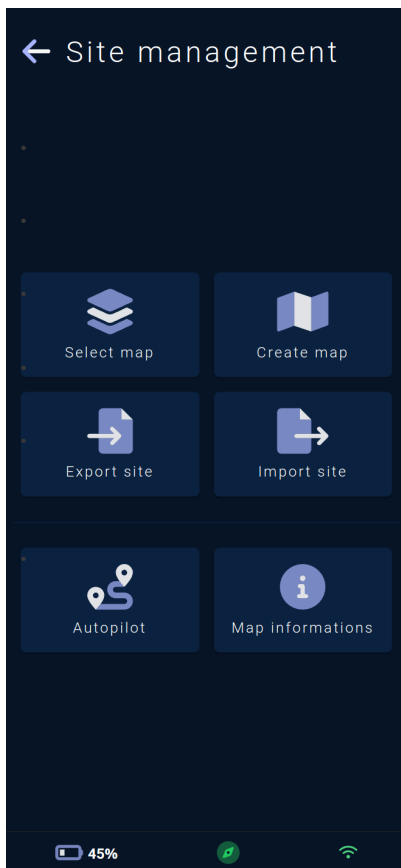 Site management
Select map
Create map
Export site
Import site
Autopilot
Map informations
45%